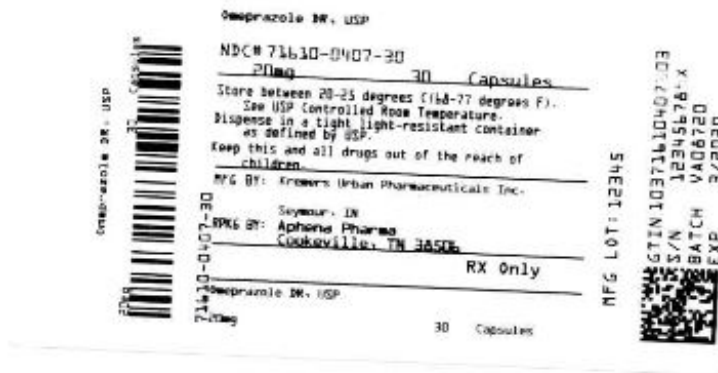 Omeprazole DR. USP
NDC# 71610-0407-30
20mg 30 Capsules
Store between 20-25 degrees C(68-77 degrees F).
See USP Controlled Room Temperature.
Dispense in a tight light-resistant container
as defined by USP.
Keep this and all drugs out of the reach of
children.
MFG BY: Kremers Urban Pharmaceuticals Inc.
Seymour, IN
RPKG BY: Aphena Pharma
Cookeville, TN 38506
RX Only
Omeprazole DR. USP
20mg 30 Capsules
Omeprazole DR. USP
20mg 30 Capsules
71610-0407-30
MFG LOT: 12345
S/N
BATCH VA06720
EXP